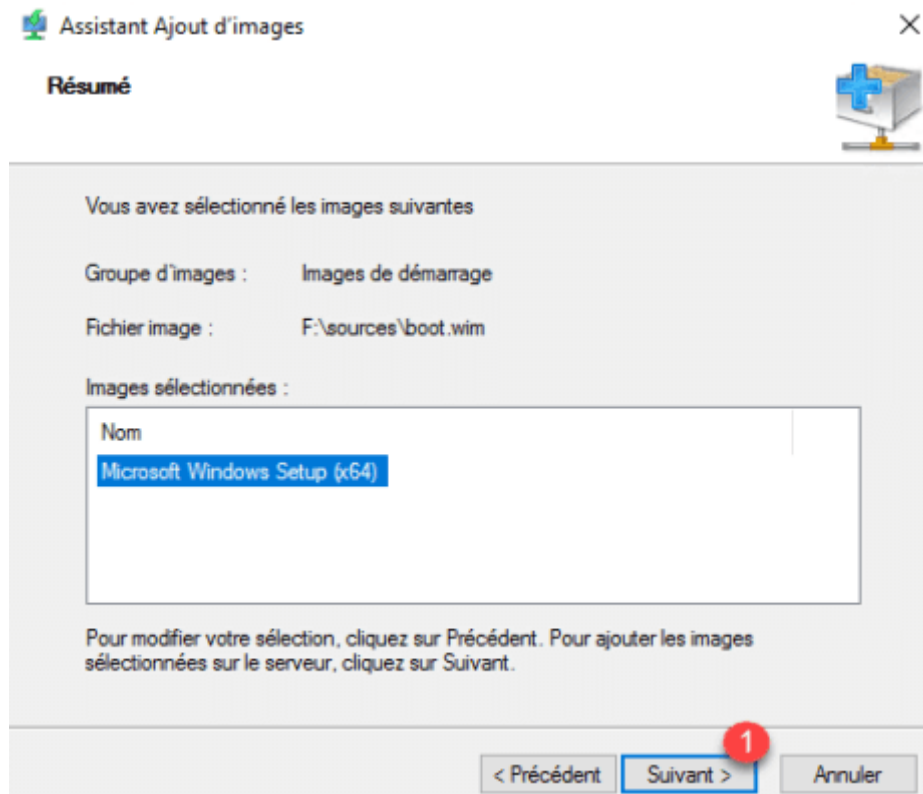 Assistant Ajout d'images
Résumé
Vous avez sélectionné les images suivantes
Groupe d'images : Images de démarrage
Fichier image : F:\sources\boot.wim
Images sélectionnées :
Nom
Microsoft Windows Setup (x64)
Pour modifier votre sélection, cliquez sur Précédent. Pour ajouter les images
sélectionnées sur le serveur, cliquez sur Suivant.
1
< Précédent Suivant > Annuler